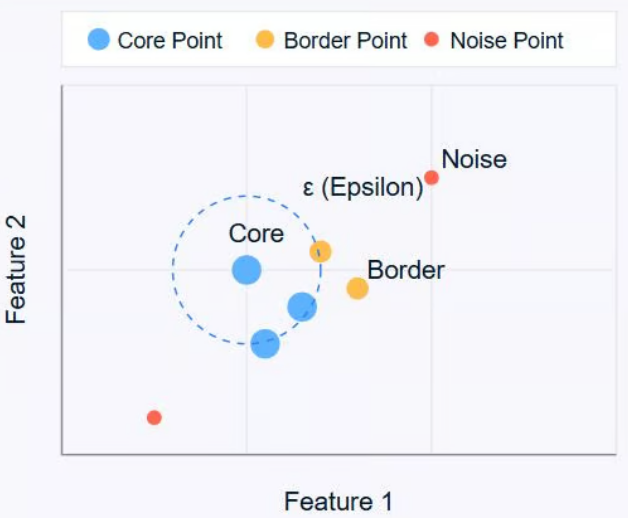 Core Point
Border Point
Noise Point
Noise
ε (Epsilon)
Core
Border
Feature 2
Feature 1